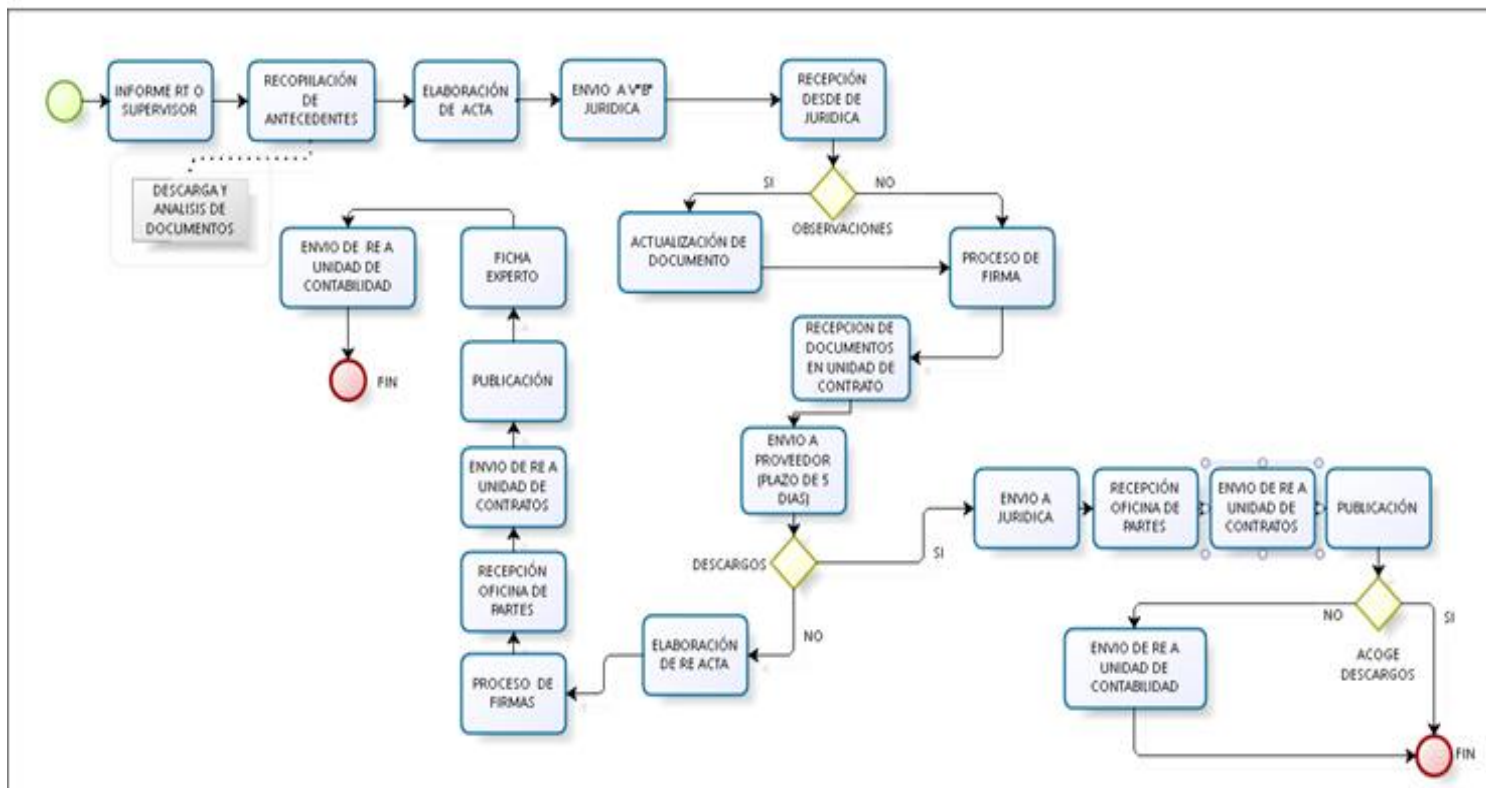 INFORME RT O
SUPERVISOR
RECOPIILACIÓN
DE
ANTECEDENTES
ELABORACIÓN
DE ACTA
ENVIO A V°B°
JURIDICA
RECEPCIÓN
DESDE DE
JURIDICA
DESCARGA Y
ANALISIS DE
DOCUMENTOS
SI
NO
OBSERVACIONES
ACTUALIZACIÓN DE
DOCUMENTO
PROCESO DE
FIRMA
ENVIO DE RE A
UNIDAD DE
CONTABILIDAD
FICHA
EXPERTO
RECEPCION DE
DOCUMENTOS
EN UNIDAD DE
CONTRATO
FIN
PUBLICACIÓN
ENVIO A
PROVEEDOR
(PLAZO DE 5
DIAS)
ENVIO DE RE A
UNIDAD DE
CONTRATOS
ENVIO A
JURIDICA
RECEPCIÓN
OFICINA DE
PARTES
ENVIO DE RE A
UNIDAD DE
CONTRATOS
PUBLICACIÓN
DESCARGOS
SI
NO
RECEPCIÓN
OFICINA DE
PARTES
ELABORACIÓN
DE RE ACTA
PROCESO DE
FIRMAS
NO
SI
ACOGE
DESCARGOS
ENVIO DE RE A
UNIDAD DE
CONTABILIDAD
FIN